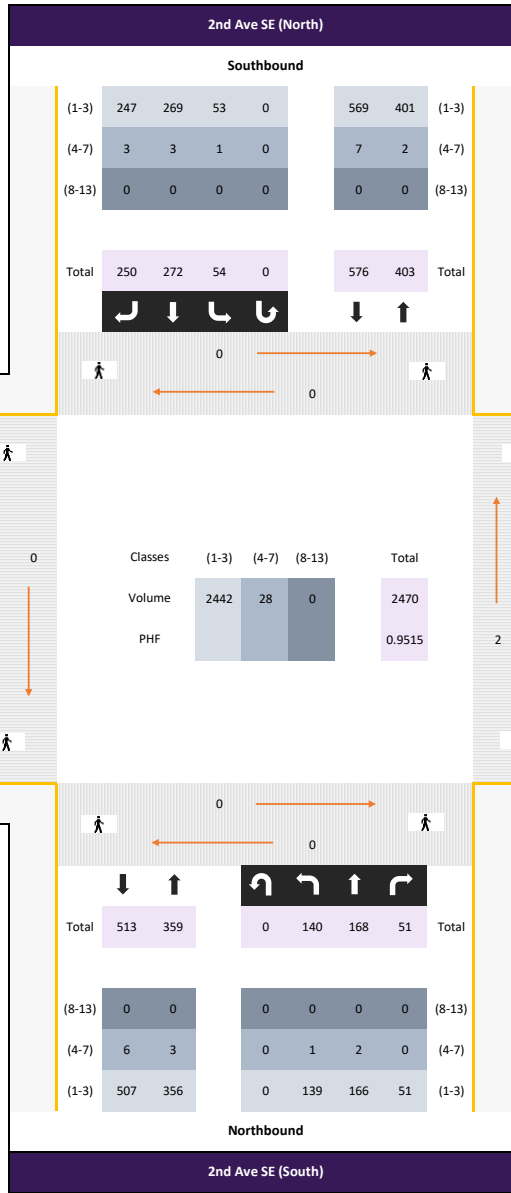 2nd Ave SE (North)
Southbound
(1-3) 247 269 53 0 569 401 (1-3)
(4-7) 3 3 1 0 7 2 (4-7)
(8-13) 0 0 0 0 0 0 (8-13)
Total 250 272 54 0 576 403 Total
0
0
0
Classes (1-3) (4-7) (8-13) Total
Volume 2442 28 0 2470
PHF 0.9515
2
0
0
Total 513 359 0 140 168 51 Total
(8-13) 0 0 0 0 0 0 (8-13)
(4-7) 6 3 0 1 2 0 (4-7)
(1-3) 507 356 0 139 166 51 (1-3)
Northbound
2nd Ave SE (South)